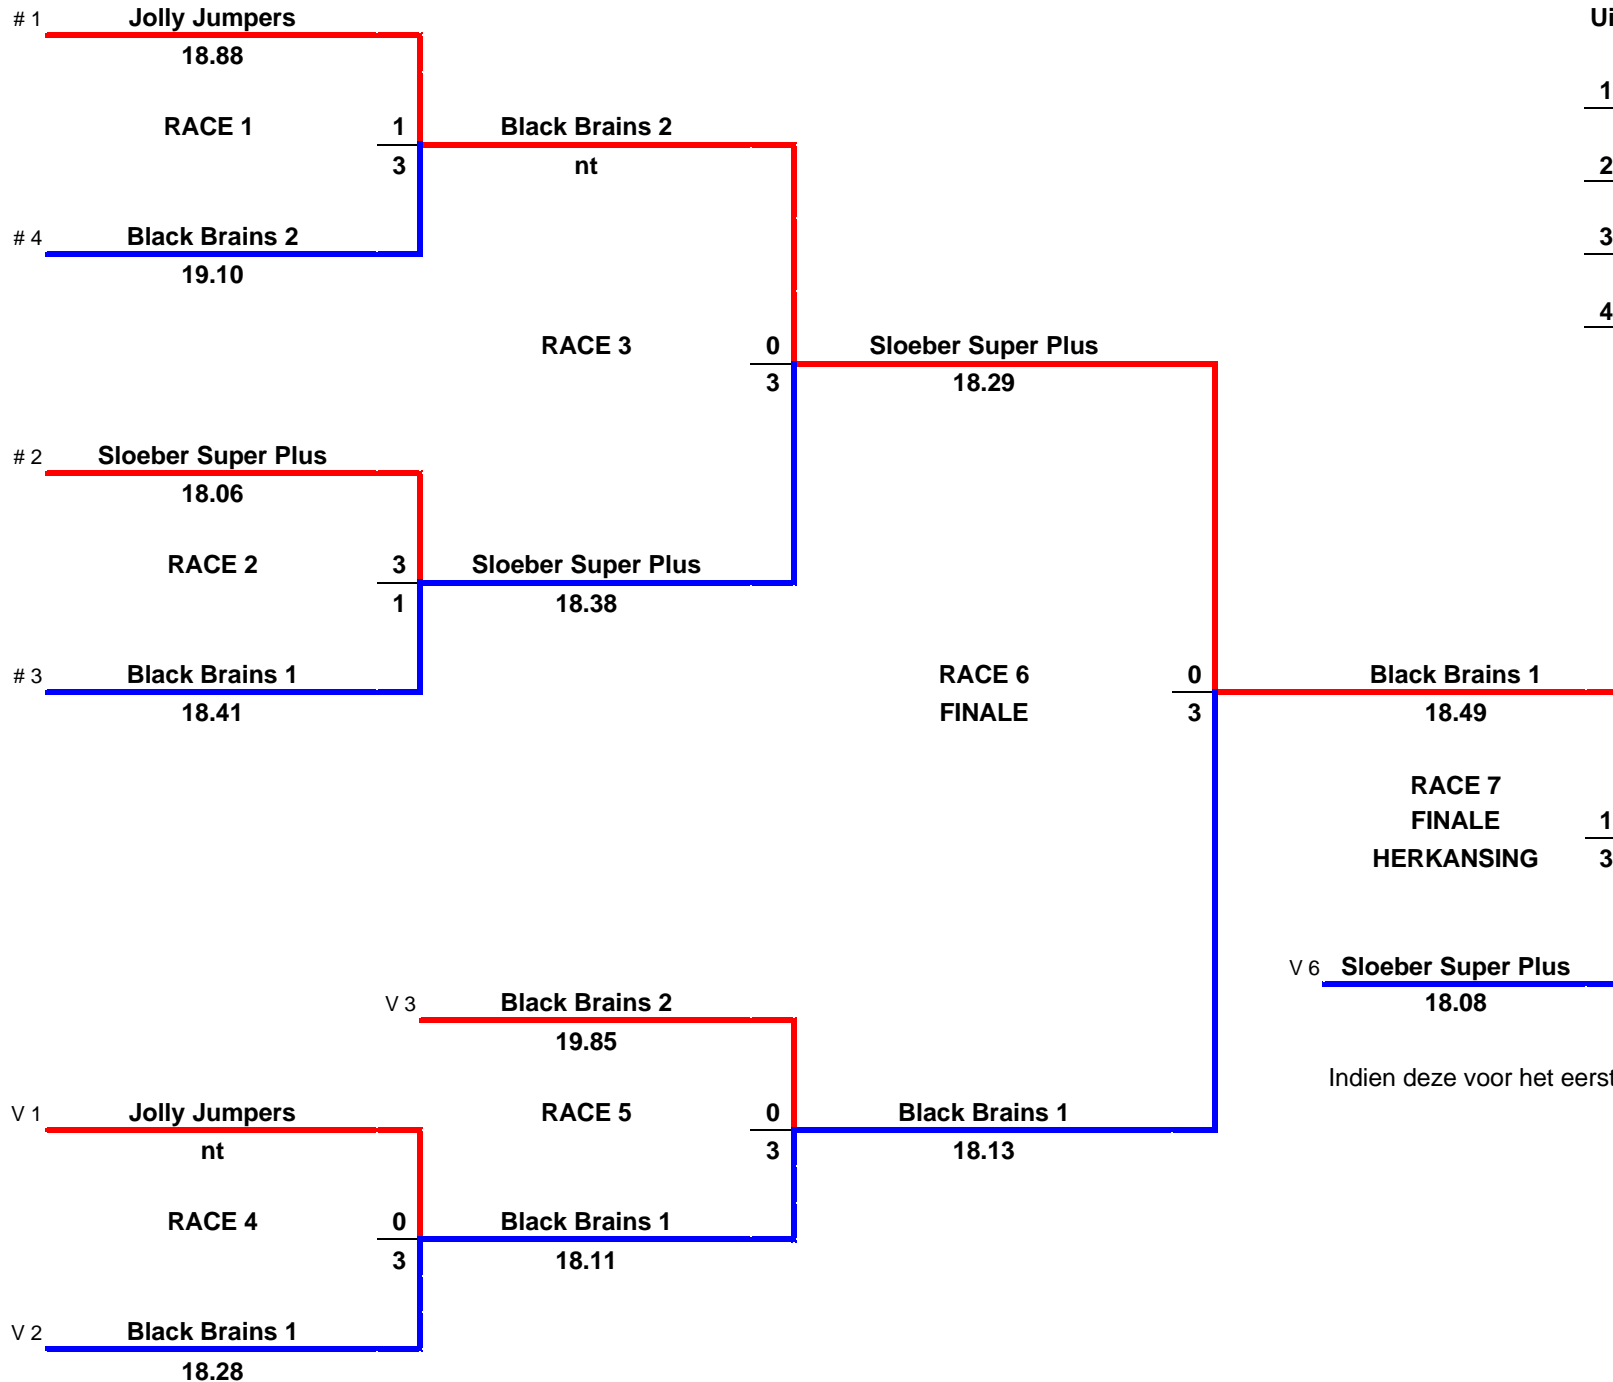 # 1 Jolly Jumpers Ui
18.88
1
RACE 1 1 Black Brains 2
3 nt 2
# 4 Black Brains 2 3
19.10
4
RACE 3 0 Sloeber Super Plus
3 18.29
# 2 Sloeber Super Plus
18.06
RACE 2 3 Sloeber Super Plus
1 18.38
# 3 Black Brains 1 RACE 6 0 Black Brains 1
18.41 FINALE 3 18.49
RACE 7
FINALE 1
HERKANSING 3
V 6 Sloeber Super Plus
V 3 Black Brains 2 18.08
19.85
Indien deze voor het eerst
V 1 Jolly Jumpers RACE 5 0 Black Brains 1
nt 3 18.13
RACE 4 0 Black Brains 1
3 18.11
V 2 Black Brains 1
18.28